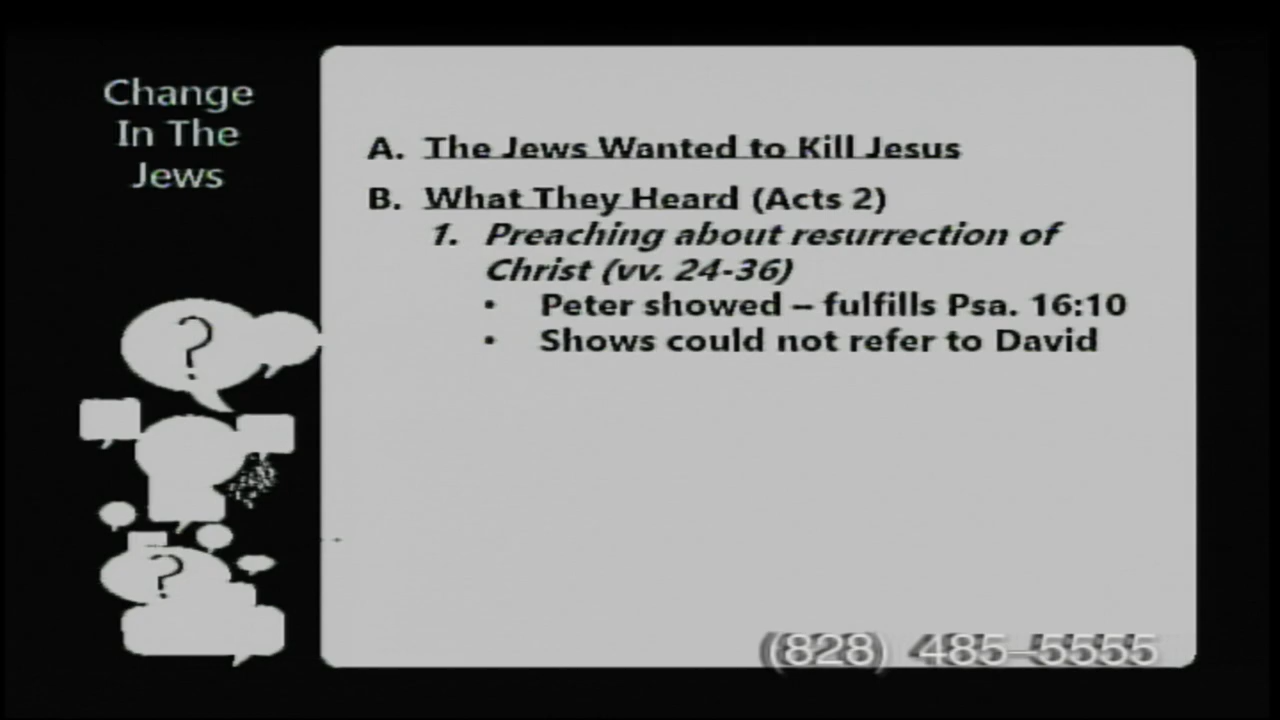 Change
In The
Jews
A. The Jews Wanted to Kill Jesus
B. What They Heard (Acts 2)
1. Preaching about resurrection of
Christ (vv. 24-36)
• Peter showed – fulfills Psa. 16:10
• Shows could not refer to David
?
?
(828) 485-5555